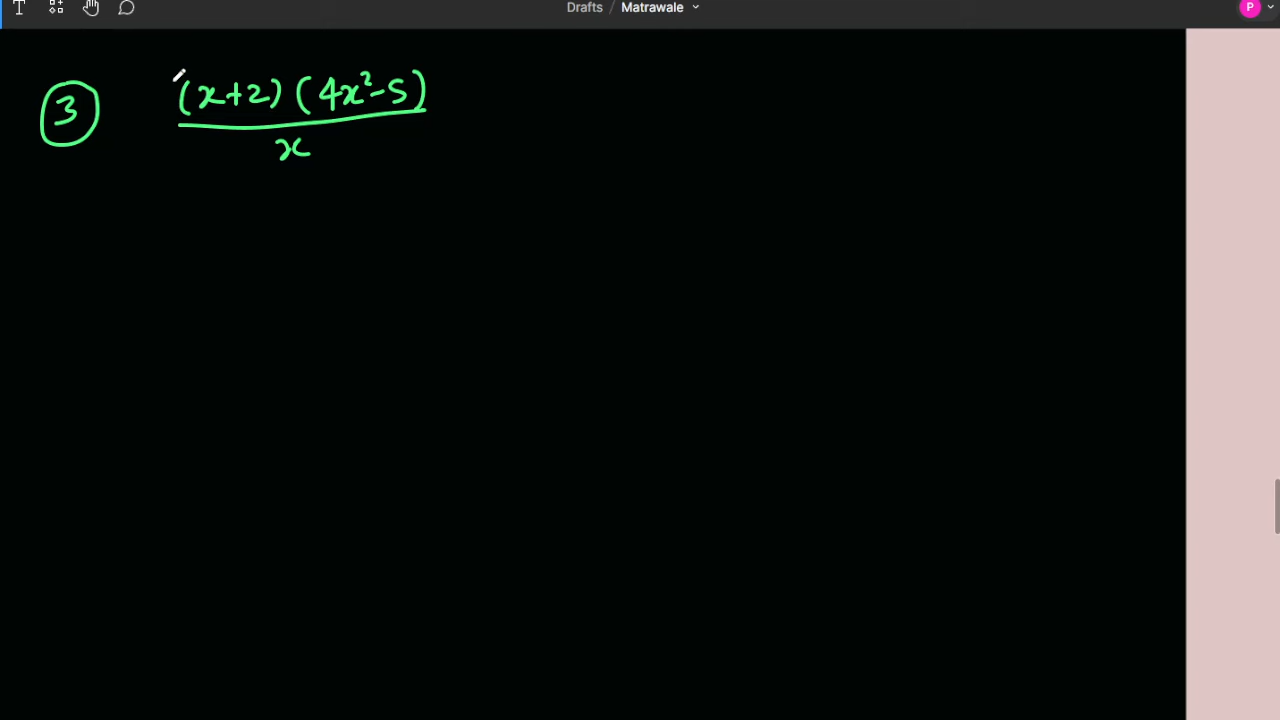 T Drafts / Matrawale P
③ (x+2)(4x²-5)
x